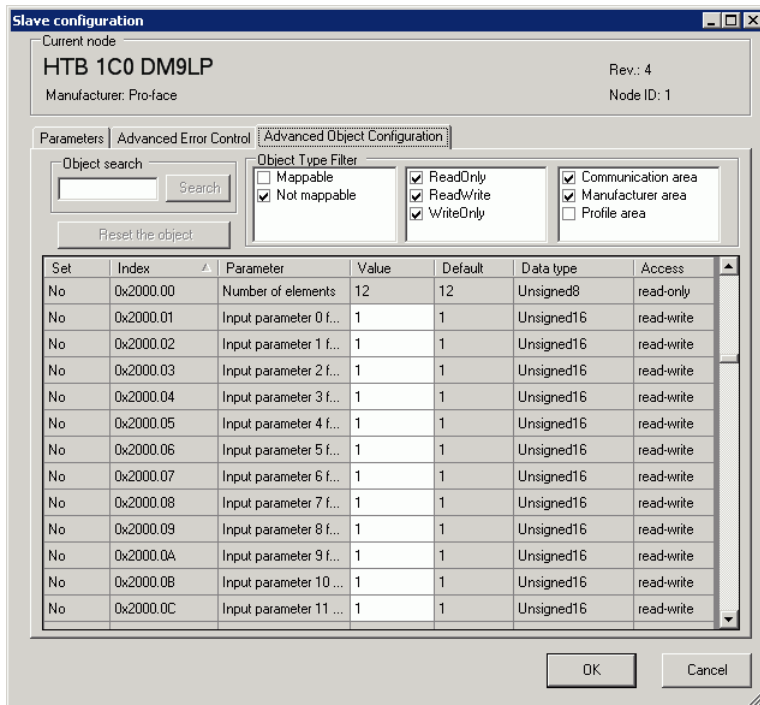 Slave configuration
Current node
HTB 1C0 DM9LP
Rev.: 4
Manufacturer: Pro-face
Node ID: 1
Parameters Advanced Error Control Advanced Object Configuration
Object search
Search
Reset the object
Object Type Filter
Mappable
Not mappable
ReadOnly
ReadWrite
WriteOnly
Communication area
Manufacturer area
Profile area
Set Index Parameter Value Default Data type Access
No 0x2000.00 Number of elements 12 12 Unsigned8 read-only
No 0x2000.01 Input parameter 0 f... 1 1 Unsigned16 read-write
No 0x2000.02 Input parameter 1 f... 1 1 Unsigned16 read-write
No 0x2000.03 Input parameter 2 f... 1 1 Unsigned16 read-write
No 0x2000.04 Input parameter 3 f... 1 1 Unsigned16 read-write
No 0x2000.05 Input parameter 4 f... 1 1 Unsigned16 read-write
No 0x2000.06 Input parameter 5 f... 1 1 Unsigned16 read-write
No 0x2000.07 Input parameter 6 f... 1 1 Unsigned16 read-write
No 0x2000.08 Input parameter 7 f... 1 1 Unsigned16 read-write
No 0x2000.09 Input parameter 8 f... 1 1 Unsigned16 read-write
No 0x2000.0A Input parameter 9 f... 1 1 Unsigned16 read-write
No 0x2000.0B Input parameter 10 ... 1 1 Unsigned16 read-write
No 0x2000.0C Input parameter 11 ... 1 1 Unsigned16 read-write
OK Cancel